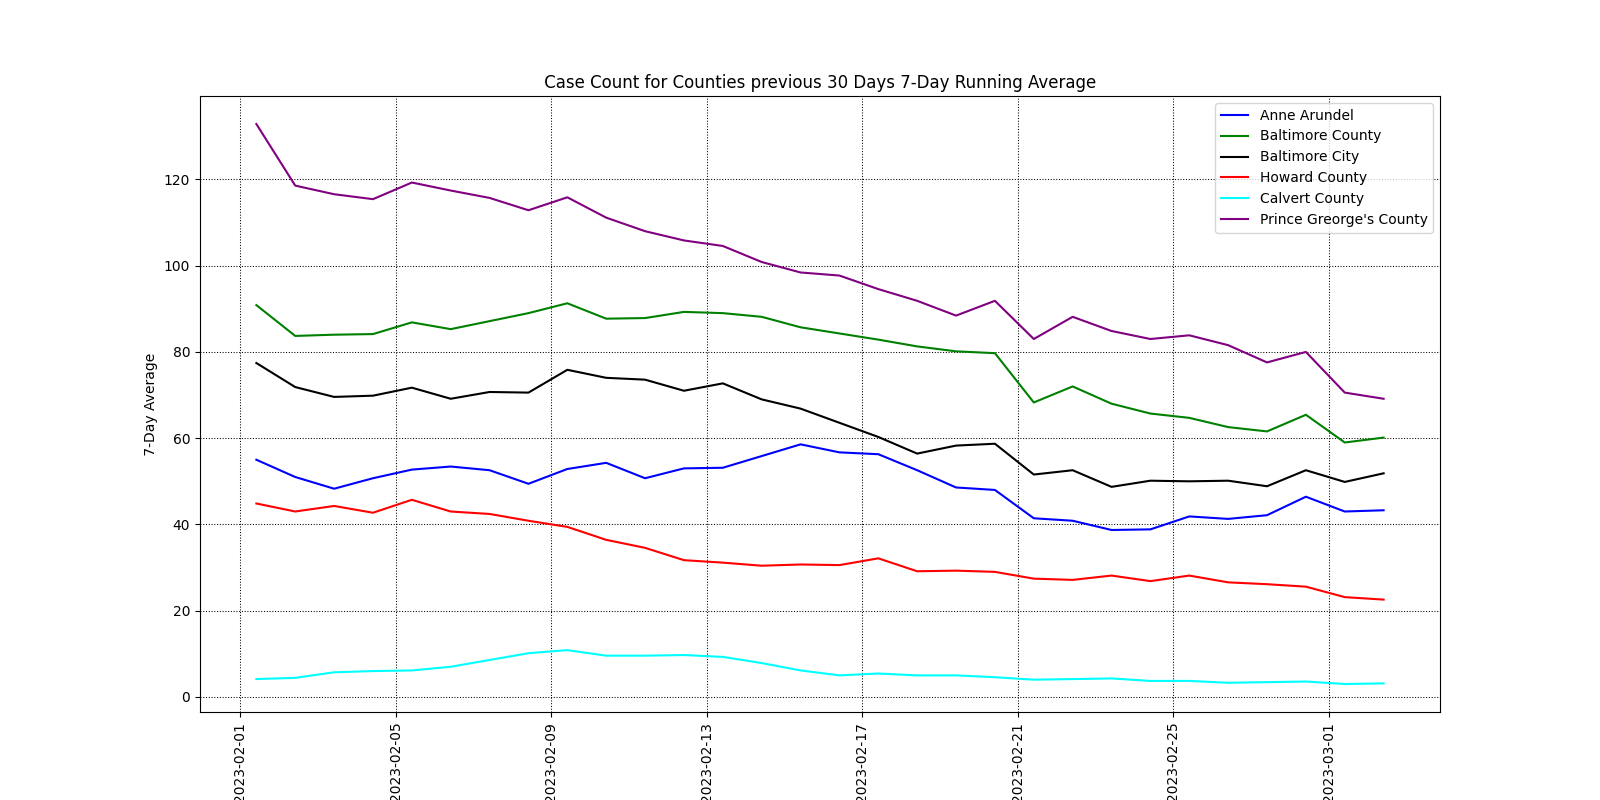 Case Count for Counties previous 30 Days 7-Day Running Average
Anne Arundel
Baltimore County
Baltimore City
Howard County
Calvert County
Prince Greorge's County
7-Day Average
120
100
80
60
40
20
0
2023-02-01
2023-02-05
2023-02-09
2023-02-13
2023-02-17
2023-02-21
2023-02-25
2023-03-01